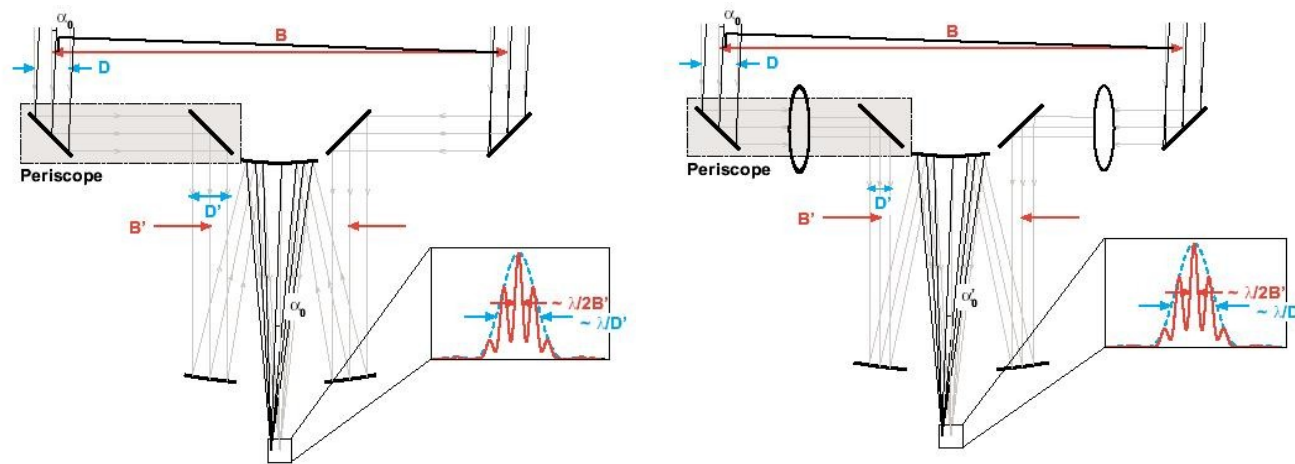 α₀
B
D
Periscope
D'
B'
α₀
~ λ/2B'
~ λ/D'
α₀
B
D
Periscope
D'
B'
α'₀
~ λ/2B'
~ λ/D